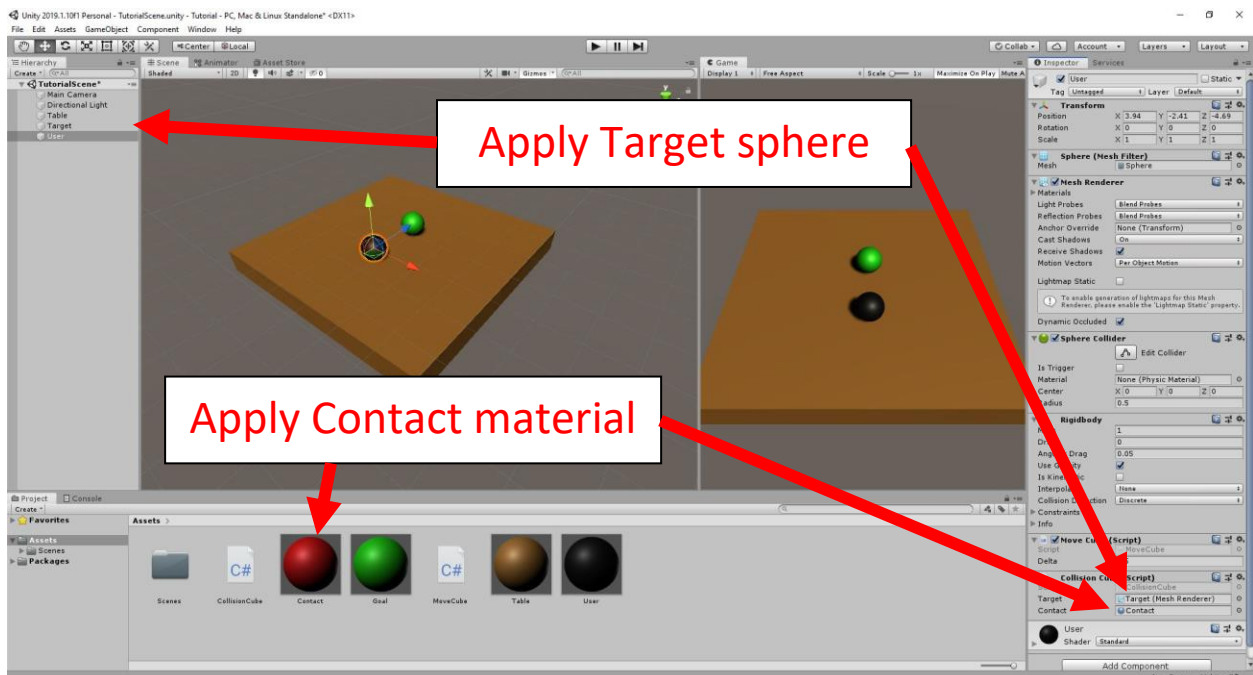 Unity 2019.1.10f1 Personal - TutorialScene.unity - Tutorial - PC, Mac & Linux Standalone* <DX11>
File Edit Assets GameObject Component Window Help
Center Local
Collab Account Layers Layout
Hierarchy
Create All
TutorialScene*
Main Camera
Directional Light
Table
Target
User
Scene Animator Asset Store
Shaded 2D 0 Gizmos All
y
Game
Display 1 Free Aspect Scale 1x Maximize On Play Mute A
Apply Target sphere
Apply Contact material
Inspector Services
User Static
Tag Untagged Layer Default
Transform
Position X 3.94 Y -2.41 Z -4.69
Rotation X 0 Y 0 Z 0
Scale X 1 Y 1 Z 1
Sphere (Mesh Filter)
Mesh Sphere
Mesh Renderer
Materials
Light Probes Blend Probes
Reflection Probes Blend Probes
Anchor Override None (Transform)
Cast Shadows On
Receive Shadows
Motion Vectors Per Object Motion
Lightmap Static
To enable generation of lightmaps for this Mesh
Renderer, please enable the 'Lightmap Static' property.
Dynamic Occluded
Sphere Collider
Edit Collider
Is Trigger
Material None (Physic Material)
Center X 0 Y 0 Z 0
Radius 0.5
Rigidbody
1
0
Drag 0.05
Use Gravity
Is Kinematic
Interpolate None
Collision Detection Discrete
Constraints
Info
Move Cube (Script)
Script MoveCube
Delta
Collision Cube (Script)
CollisionCube
Target Target (Mesh Renderer)
Contact Contact
User
Shader Standard
Add Component
Project Console
Create
Favorites
Assets
Scenes
Packages
Assets >
C# C#
Scenes CollisionCube Contact Goal MoveCube Table User